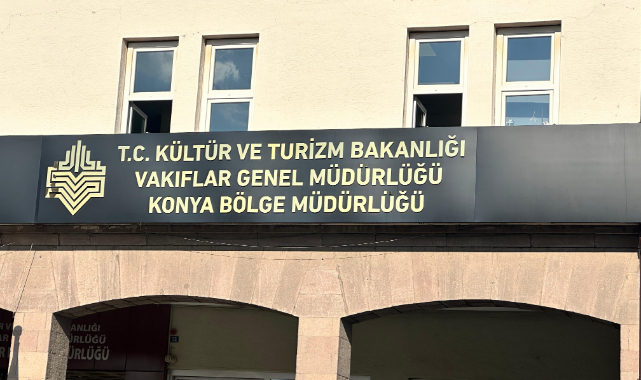 T.C. KÜLTÜR VE TURİZM BAKANLIĞI
VAKIFLAR GENEL MÜDÜRLÜĞÜ
KONYA BÖLGE MÜDÜRLÜĞÜ